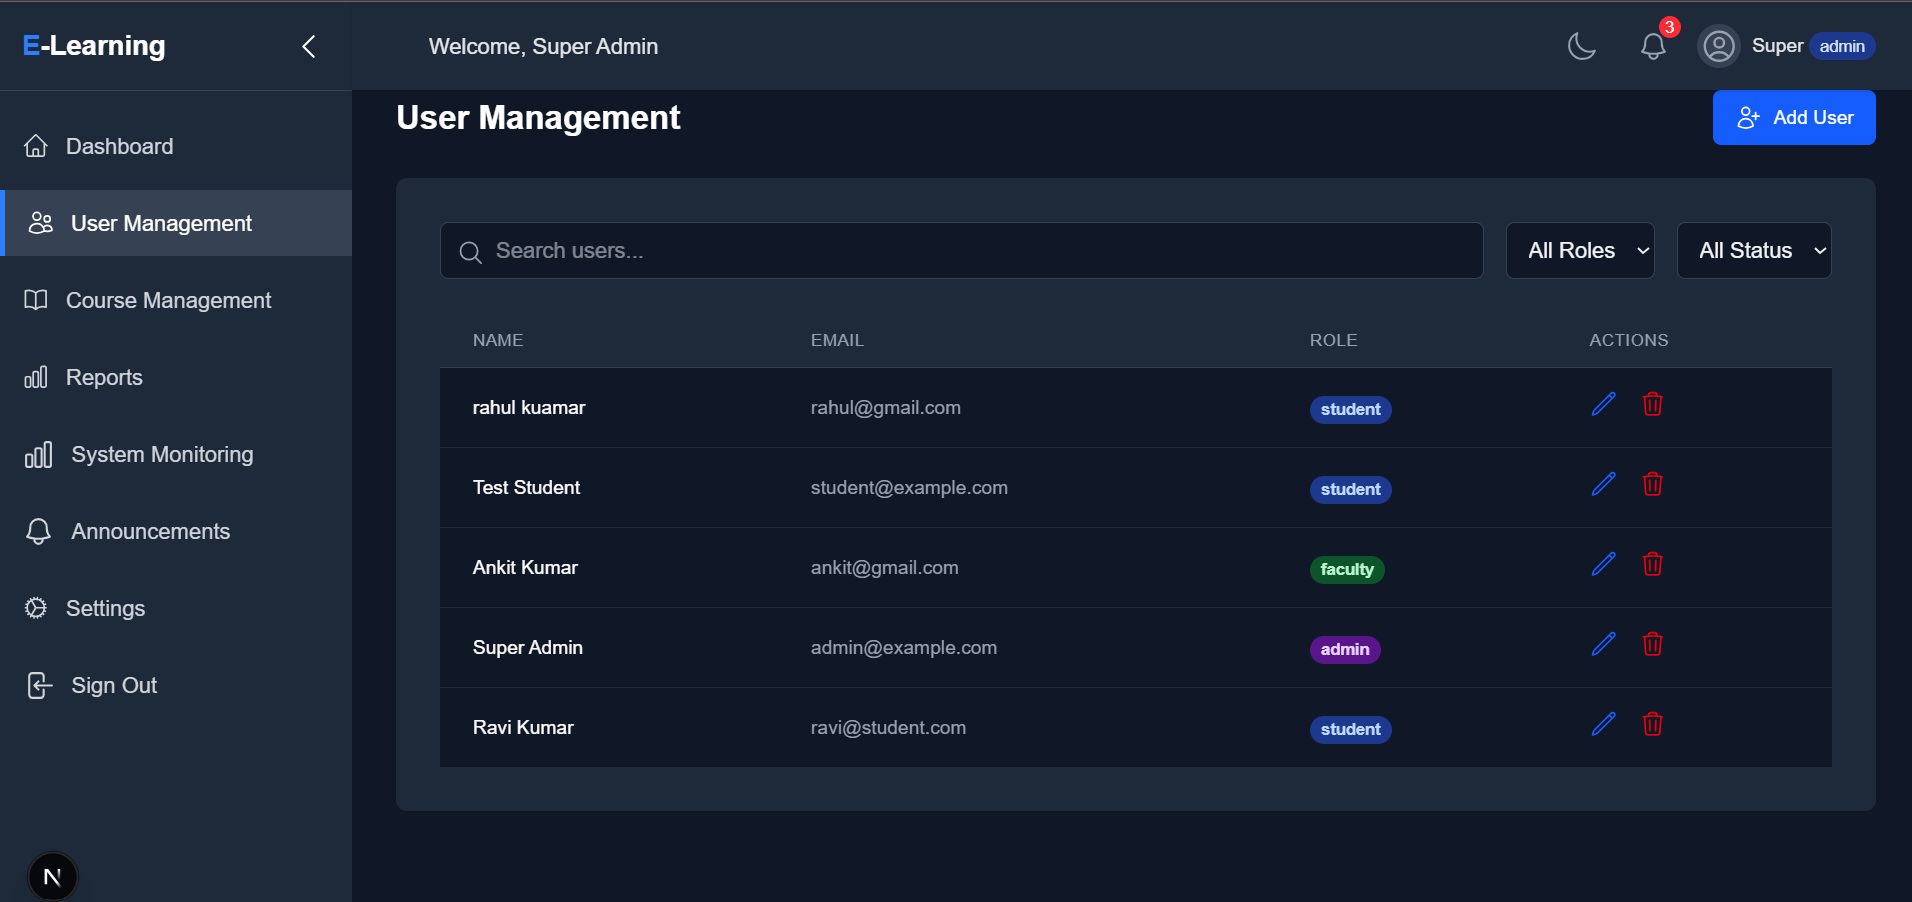 E-Learning
Welcome, Super Admin
3
Super admin
Dashboard
User Management
Course Management
Reports
System Monitoring
Announcements
Settings
Sign Out
N
User Management
Add User
Search users...
All Roles
All Status
NAME EMAIL ROLE ACTIONS
rahul kuamar rahul@gmail.com student
Test Student student@example.com student
Ankit Kumar ankit@gmail.com faculty
Super Admin admin@example.com admin
Ravi Kumar ravi@student.com student